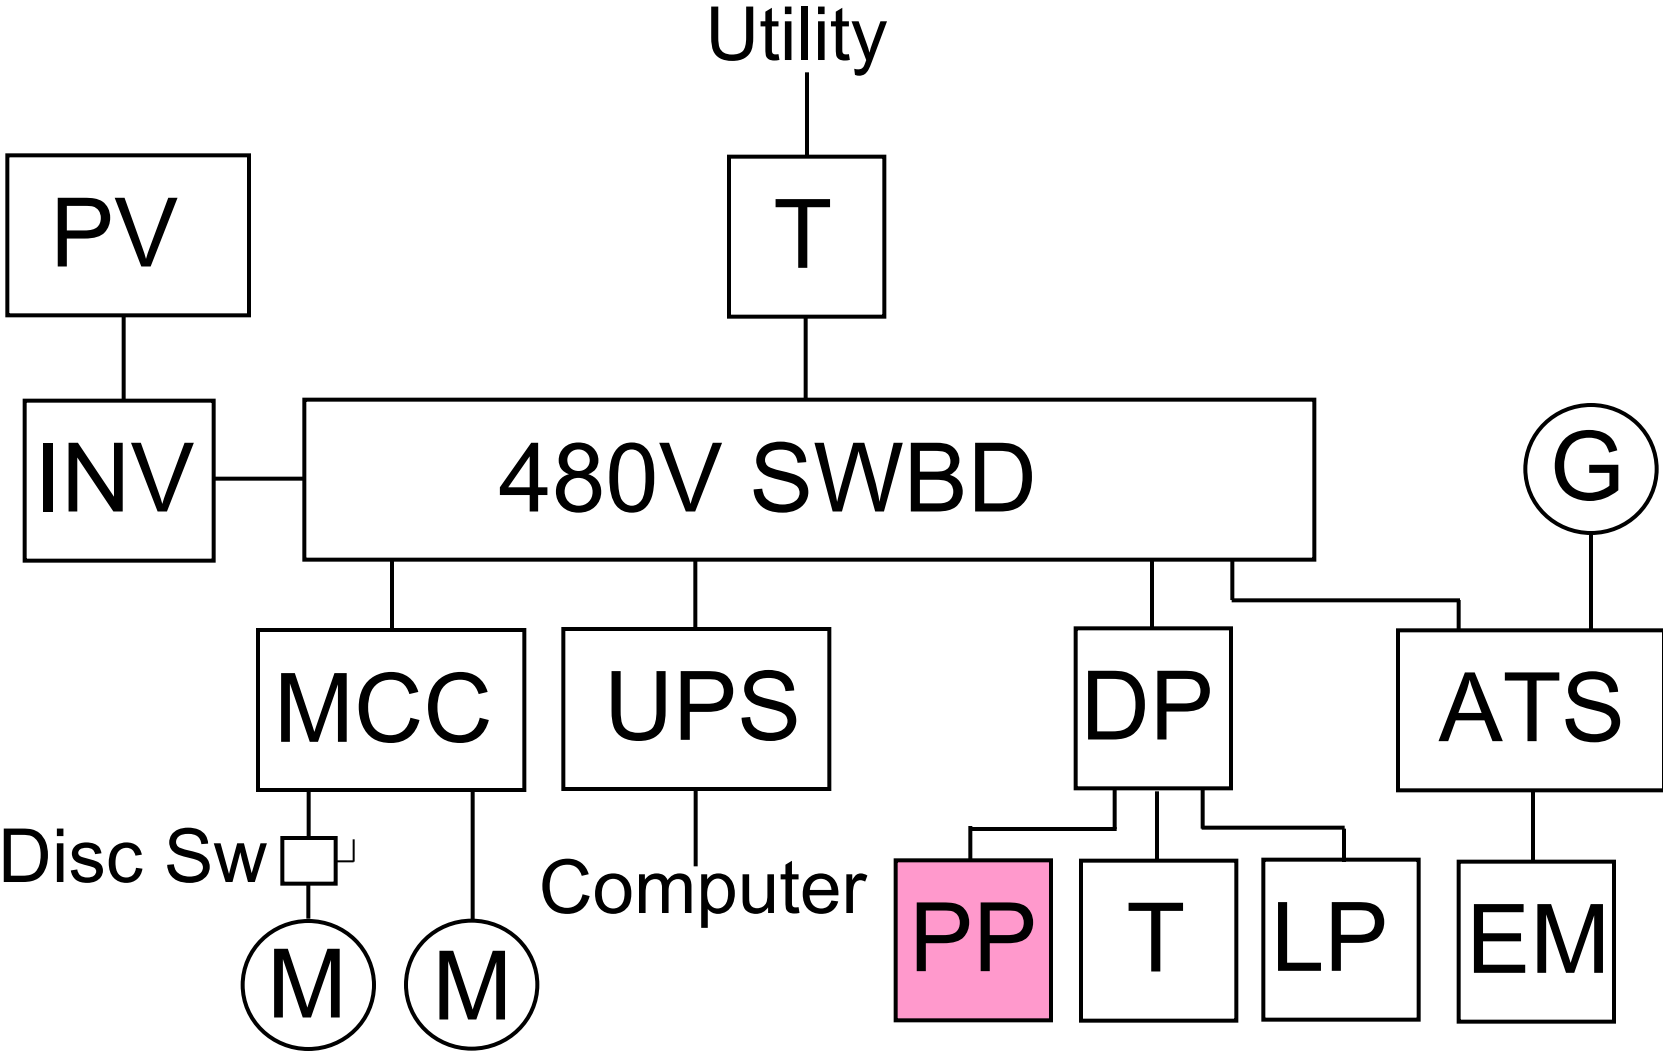 Utility
PV
T
INV
480V SWBD
G
MCC
UPS
DP
ATS
Disc Sw
Computer
PP
T
LP
EM
M
M